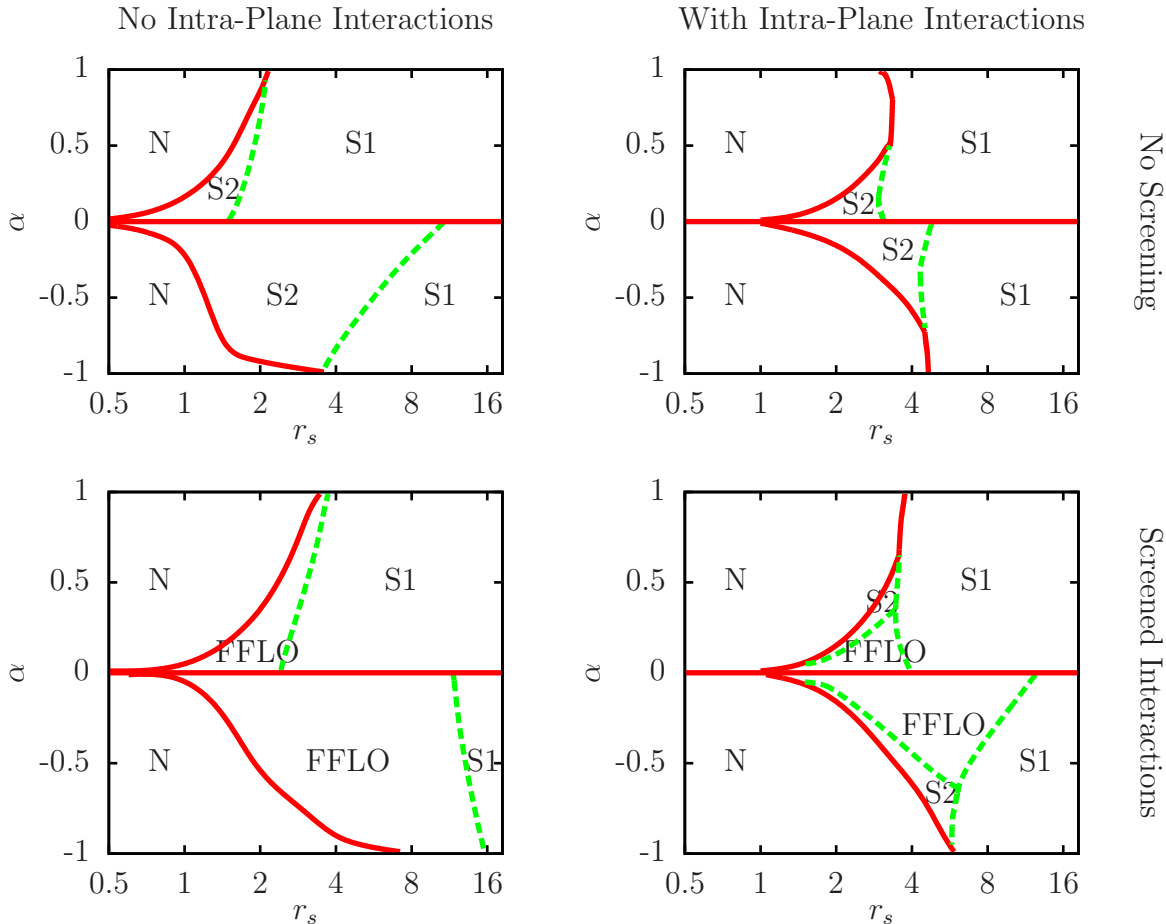 No Intra-Plane Interactions
With Intra-Plane Interactions
1
0.5
0
-0.5
-1
α
N
S2
S1
N
S2
S1
0.5 1 2 4 8 16
r_s
1
0.5
0
-0.5
-1
α
N
S2
S1
N
S2
S1
0.5 1 2 4 8 16
r_s
No Screening
1
0.5
0
-0.5
-1
α
N
FFLO
S1
N
FFLO
S1
0.5 1 2 4 8 16
r_s
1
0.5
0
-0.5
-1
α
N
S2
S1
FFLO
N
FFLO
S2
S1
0.5 1 2 4 8 16
r_s
Screened Interactions